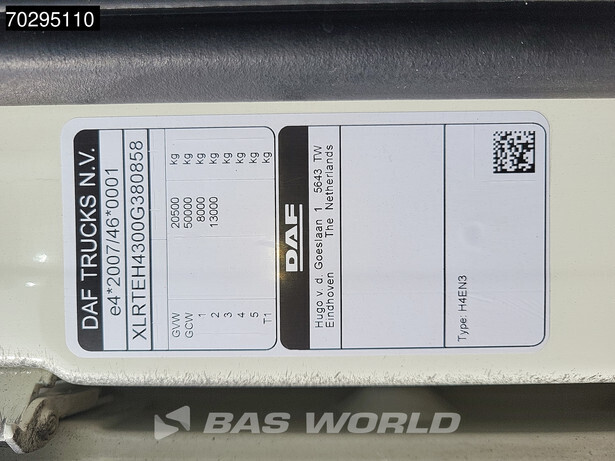 70295110
DAF TRUCKS N.V.
e4*2007/46*0001
XLRTEH4300G380858
GVW 20500 kg
GCW 50000 kg
1 8000 kg
2 13000 kg
3 kg
4 kg
5 kg
T1 kg
DAF
Hugo v.d. Goeslaan 1 5643 TW
Eindhoven The Netherlands
Type: H4EN3
BAS WORLD